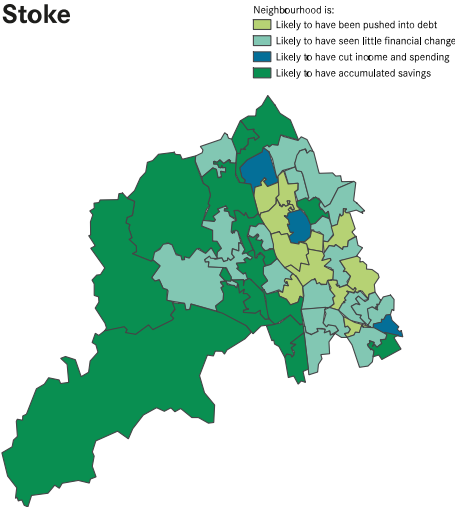 Stoke
Neighbourhood is:
Likely to have been pushed into debt
Likely to have seen little financial change
Likely to have cut income and spending
Likely to have accumulated savings